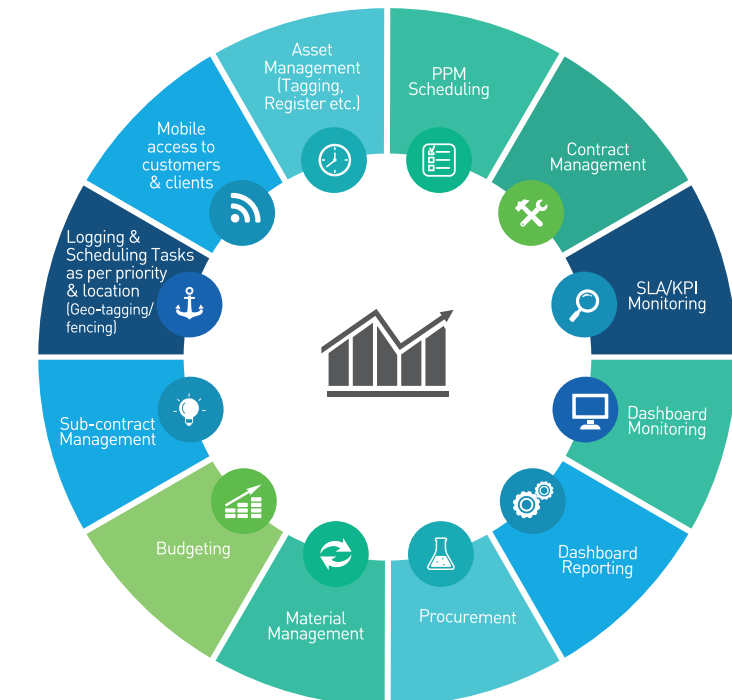 Asset
Management
(Tagging,
Register etc.)
PPM
Scheduling
Contract
Management
SLA/KPI
Monitoring
Dashboard
Monitoring
Dashboard
Reporting
Procurement
Material
Management
Budgeting
Sub-contract
Management
Logging &
Scheduling Tasks
as per priority
& location
(Geo-tagging/
fencing)
Mobile
access to
customers
& clients